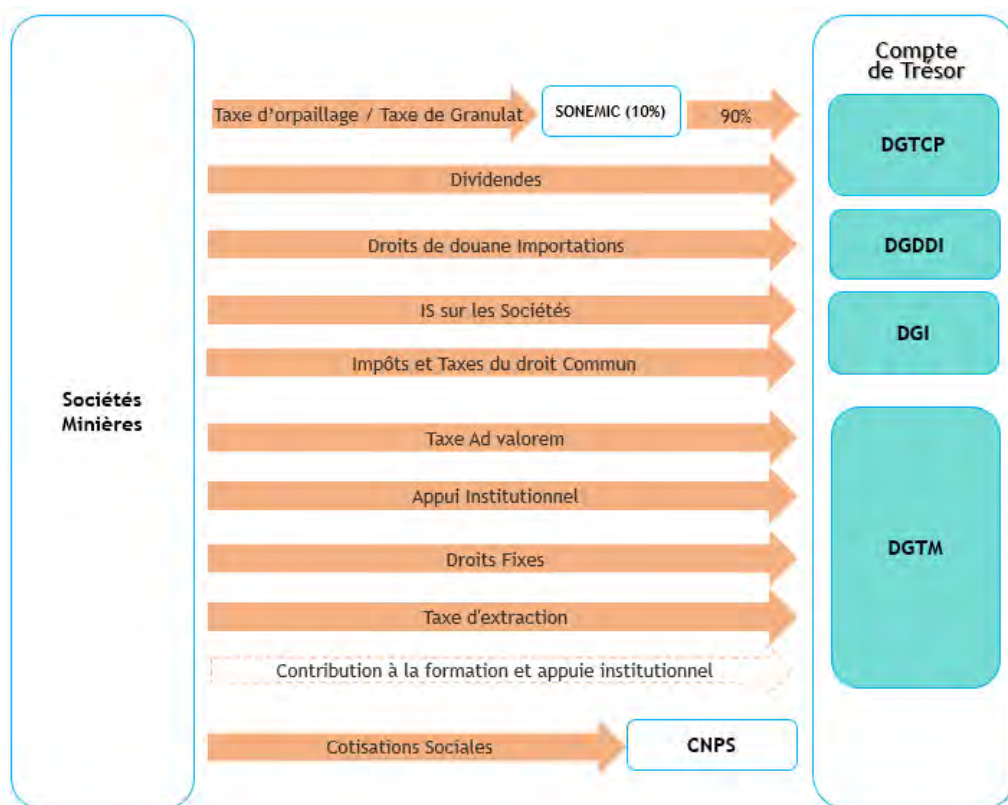 Compte
de Trésor
Taxe d'orpaillage / Taxe de Granulat
SONEMIC (10%)
90%
DGTCP
Dividendes
Droits de douane Importations
DGDDI
IS sur les Sociétés
DGI
Impôts et Taxes du droit Commun
Sociétés
Minières
Taxe Ad valorem
Appui Institutionnel
Droits Fixes
DGTM
Taxe d'extraction
Contribution à la formation et appuie institutionnel
Cotisations Sociales
CNPS